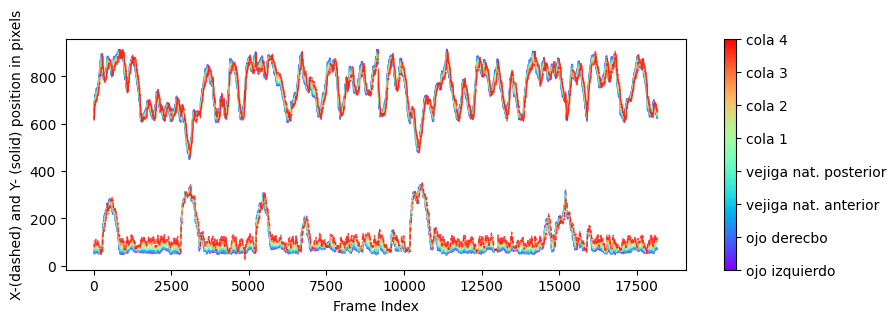 X-(dashed) and Y- (solid) position in pixels
800
600
400
200
0
0 2500 5000 7500 10000 12500 15000 17500
Frame Index
cola 4
cola 3
cola 2
cola 1
vejiga nat. posterior
vejiga nat. anterior
ojo derecbo
ojo izquierdo